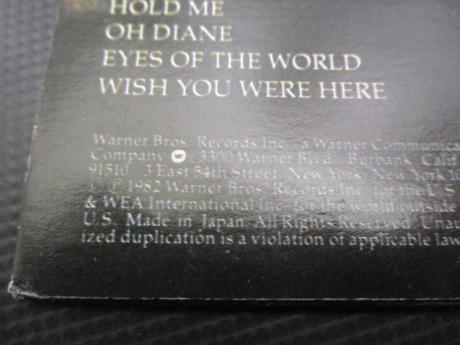 HOLD ME
OH DIANE
EYES OF THE WORLD
WISH YOU WERE HERE
Warner Bros. Records Inc., a Warner Communica
Company 3300 Warner Blvd., Burbank, Calif
91510. 3 East 54th Street, New York, New York 10
© ℗ 1982 Warner Bros. Records Inc. for the U.S.
& WEA International Inc. for the world outside
U.S. Made in Japan. All Rights Reserved. Unau
ized duplication is a violation of applicable law